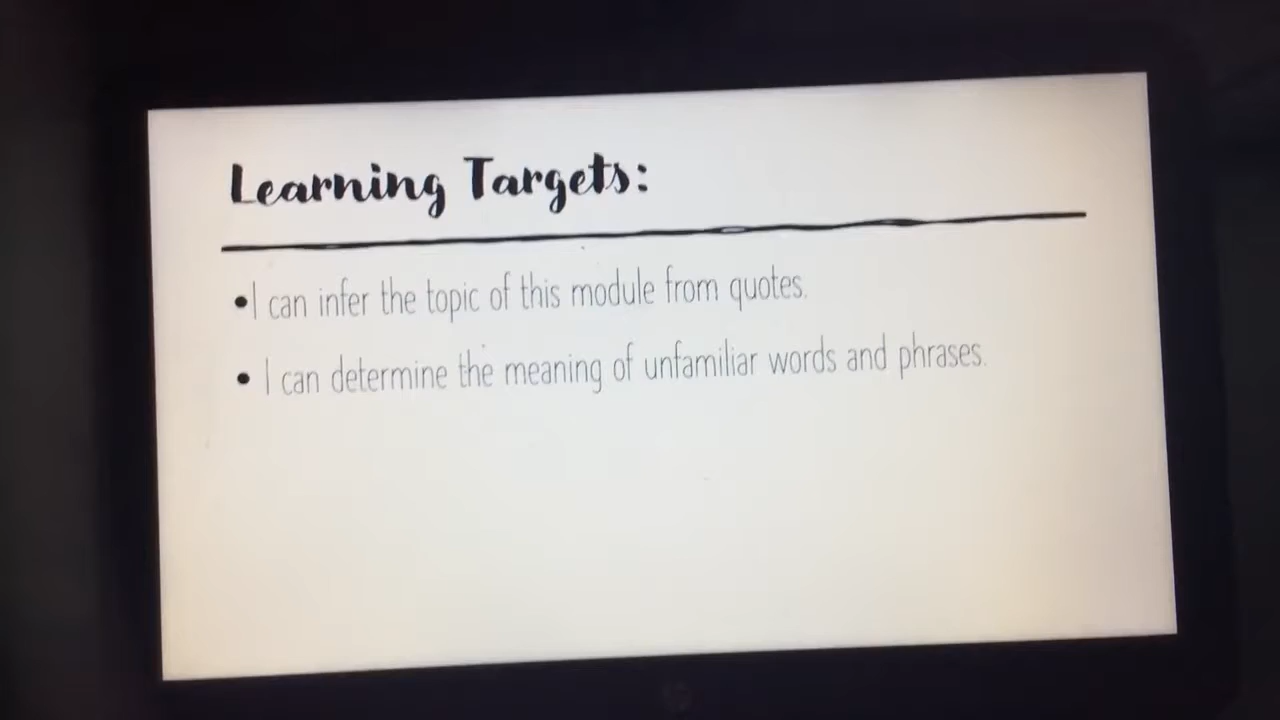 Learning Targets:
•I can infer the topic of this module from quotes.
• I can determine the meaning of unfamiliar words and phrases.